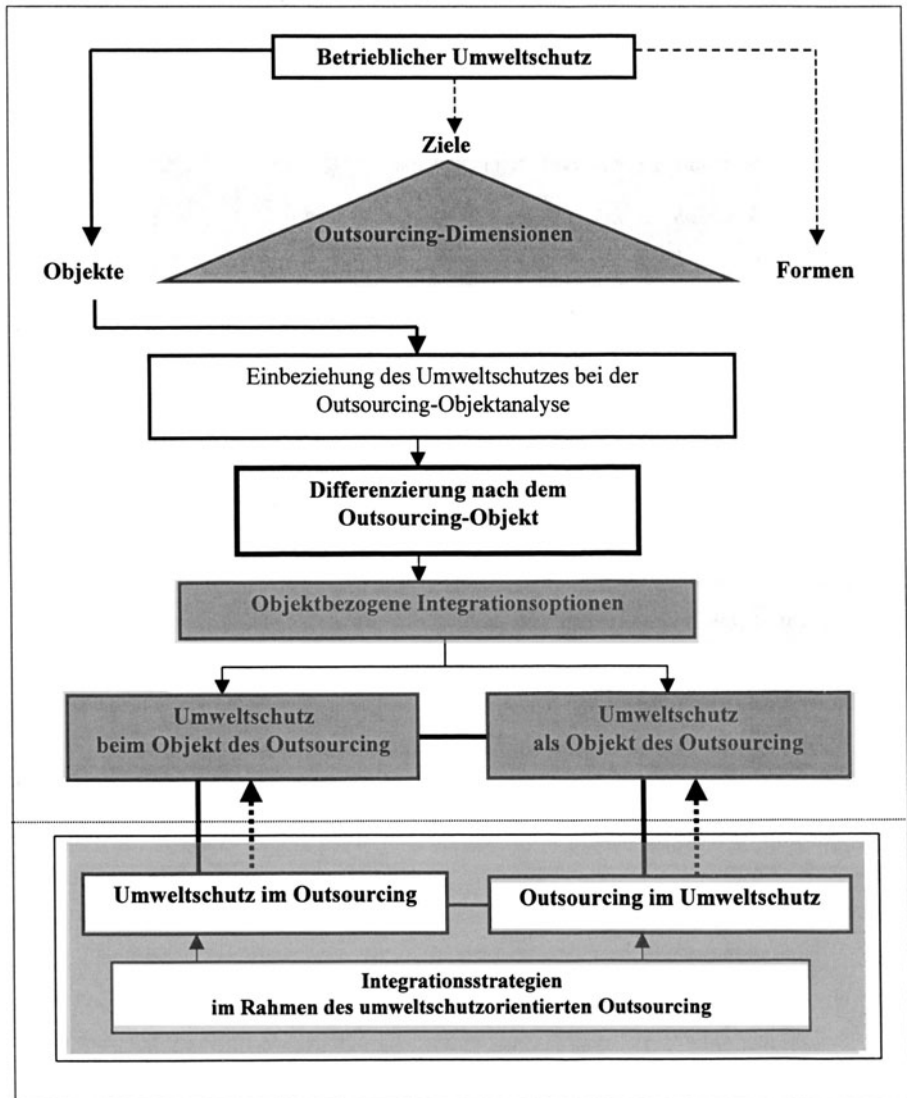 Betrieblicher Umweltschutz
Ziele
Outsourcing-Dimensionen
Objekte
Formen
Einbeziehung des Umweltschutzes bei der
Outsourcing-Objektanalyse
Differenzierung nach dem
Outsourcing-Objekt
Objektbezogene Integrationsoptionen
Umweltschutz
beim Objekt des Outsourcing
Umweltschutz
als Objekt des Outsourcing
Umweltschutz im Outsourcing
Outsourcing im Umweltschutz
Integrationsstrategien
im Rahmen des umweltschutzorientierten Outsourcing